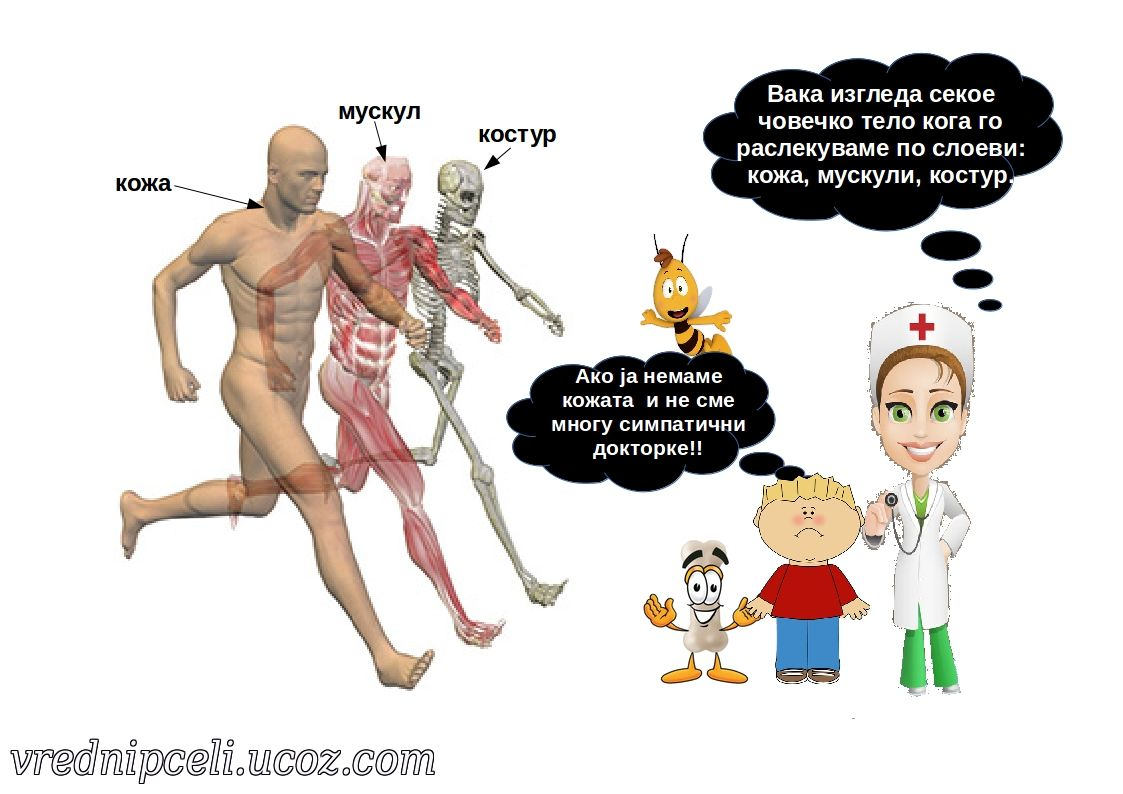 мускул
костур
кожа
Вака изгледа секое
човечко тело кога го
раслекуваме по слоеви:
кожа, мускули, костур.
Ако ја немаме
кожата и не сме
многу симпатични
докторке!!
vrednipceli.ucoz.com